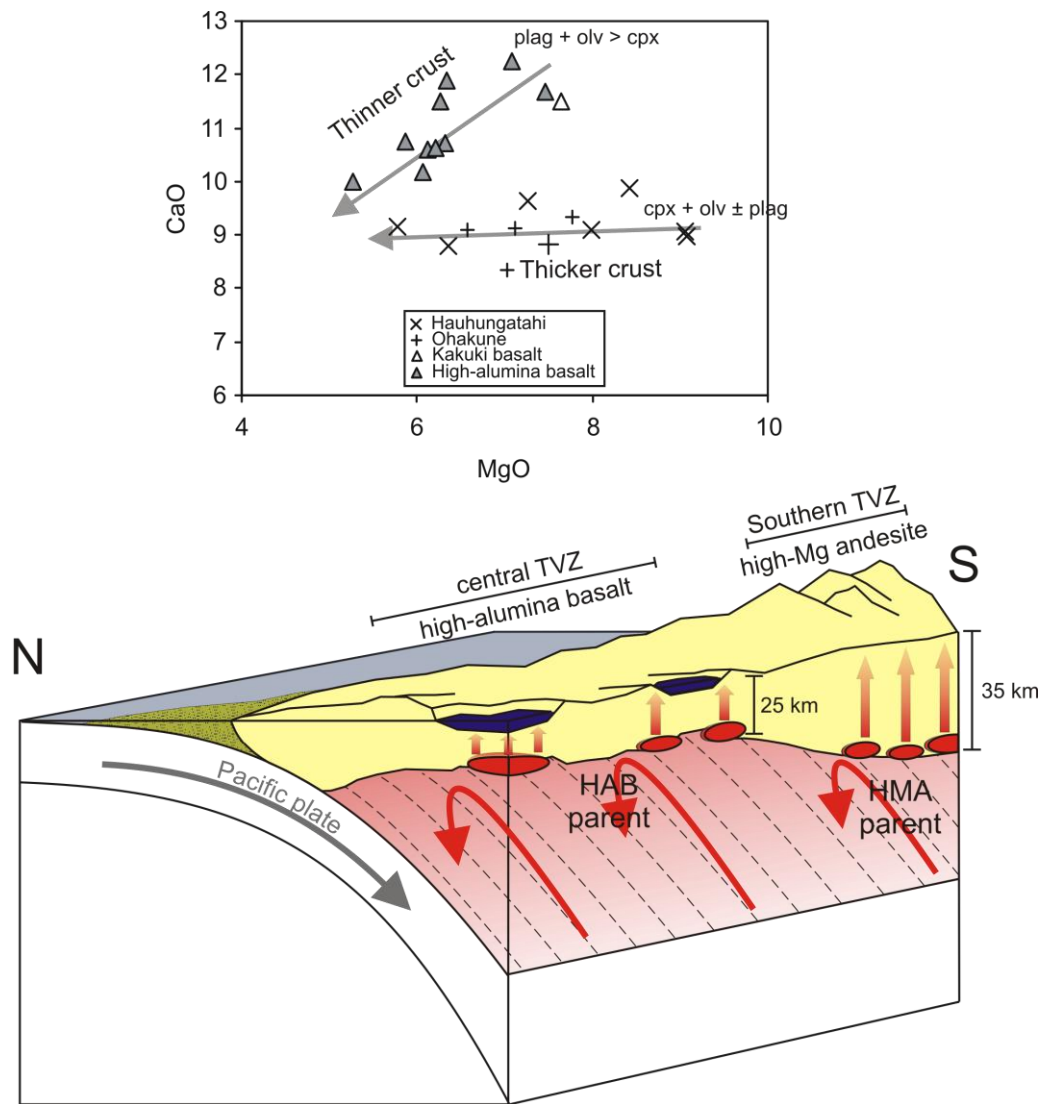 13
12
11
10
9
8
7
6
CaO
plag + olv > cpx
Thinner crust
cpx + olv ± plag
Thicker crust
Hauhungatahi
Ohakune
Kakuki basalt
High-alumina basalt
4
6
8
10
MgO
Southern TVZ
high-Mg andesite
S
central TVZ
high-alumina basalt
N
25 km
35 km
Pacific plate
HAB
parent
HMA
parent